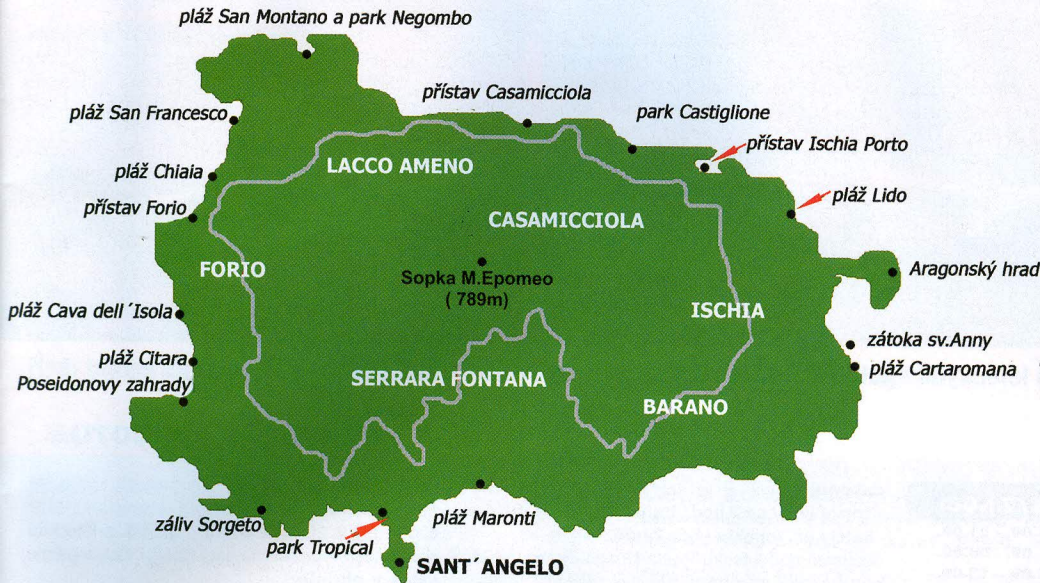 pláž San Montano a park Negombo
přístav Casamicciola
pláž San Francesco
park Castiglione
přístav Ischia Porto
LACCO AMENO
pláž Chiaia
pláž Lido
přístav Forio
CASAMICCIOLA
FORIO
Sopka M.Epomeo
( 789m)
Aragonský hrad
pláž Cava dell´Isola
ISCHIA
zátoka sv.Anny
pláž Citara
pláž Cartaromana
Poseidonovy zahrady
SERRARA FONTANA
BARANO
záliv Sorgeto
pláž Maronti
park Tropical
SANT´ANGELO